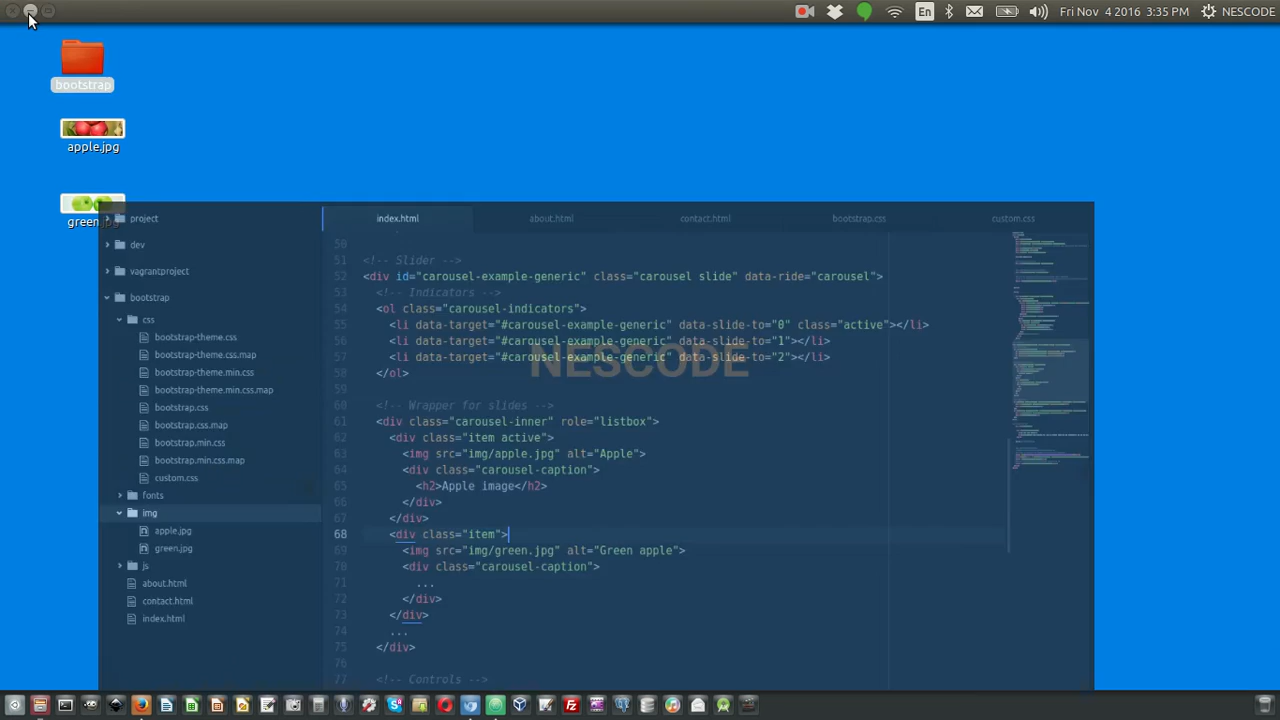 En
Fri Nov 4 2016 3:35 PM
NESCODE
bootstrap
apple.jpg
green.jpg
project
dev
vagrantproject
bootstrap
css
bootstrap-theme.css
bootstrap-theme.css.map
bootstrap-theme.min.css
bootstrap-theme.min.css.map
bootstrap.css
bootstrap.css.map
bootstrap.min.css
bootstrap.min.css.map
custom.css
fonts
img
apple.jpg
green.jpg
js
about.html
contact.html
index.html
index.html
about.html
contact.html
bootstrap.css
custom.css
50
51 <!-- Slider -->
52 <div id="carousel-example-generic" class="carousel slide" data-ride="carousel">
53 <!-- Indicators -->
54 <ol class="carousel-indicators">
55 <li data-target="#carousel-example-generic" data-slide-to="0" class="active"></li>
56 <li data-target="#carousel-example-generic" data-slide-to="1"></li>
57 <li data-target="#carousel-example-generic" data-slide-to="2"></li>
58 </ol>
59
60 <!-- Wrapper for slides -->
61 <div class="carousel-inner" role="listbox">
62 <div class="item active">
63 <img src="img/apple.jpg" alt="Apple">
64 <div class="carousel-caption">
65 <h2>Apple image</h2>
66 </div>
67 </div>
68 <div class="item">
69 <img src="img/green.jpg" alt="Green apple">
70 <div class="carousel-caption">
71 ...
72 </div>
73 </div>
74 ...
75 </div>
76
77 <!-- Controls -->
NESCODE